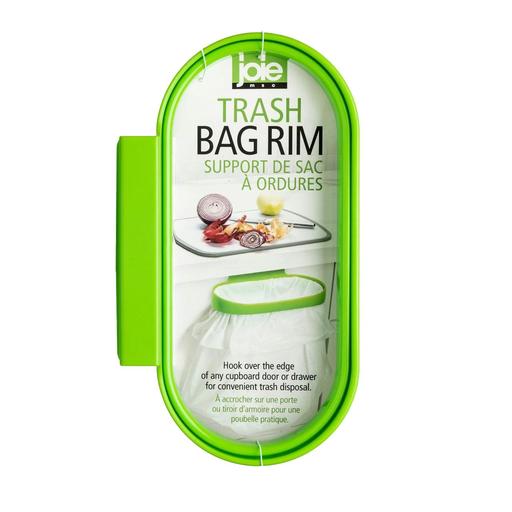 joie
msc
TRASH
BAG RIM
SUPPORT DE SAC
À ORDURES
Hook over the edge
of any cupboard door or drawer
for convenient trash disposal.
À accrocher sur une porte
ou tiroir d'armoire pour une
poubelle pratique.